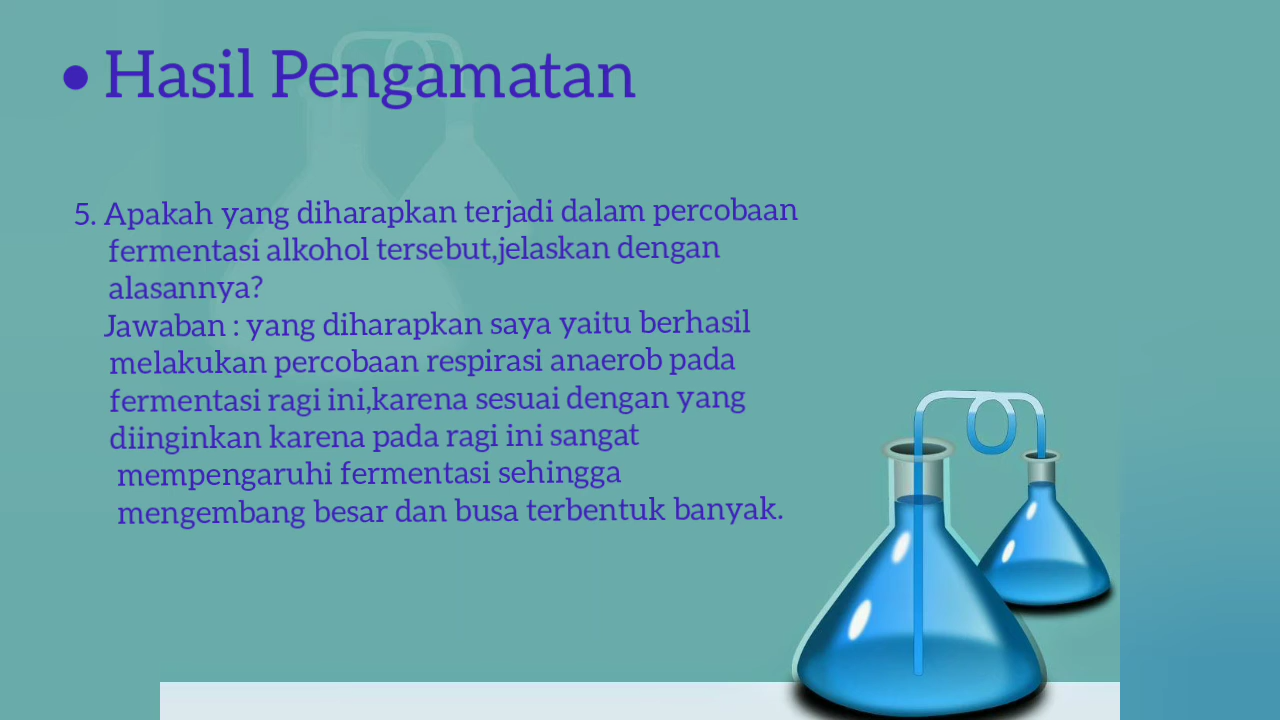 • Hasil Pengamatan
5. Apakah yang diharapkan terjadi dalam percobaan
fermentasi alkohol tersebut,jelaskan dengan
alasannya?
Jawaban : yang diharapkan saya yaitu berhasil
melakukan percobaan respirasi anaerob pada
fermentasi ragi ini,karena sesuai dengan yang
diinginkan karena pada ragi ini sangat
mempengaruhi fermentasi sehingga
mengembang besar dan busa terbentuk banyak.